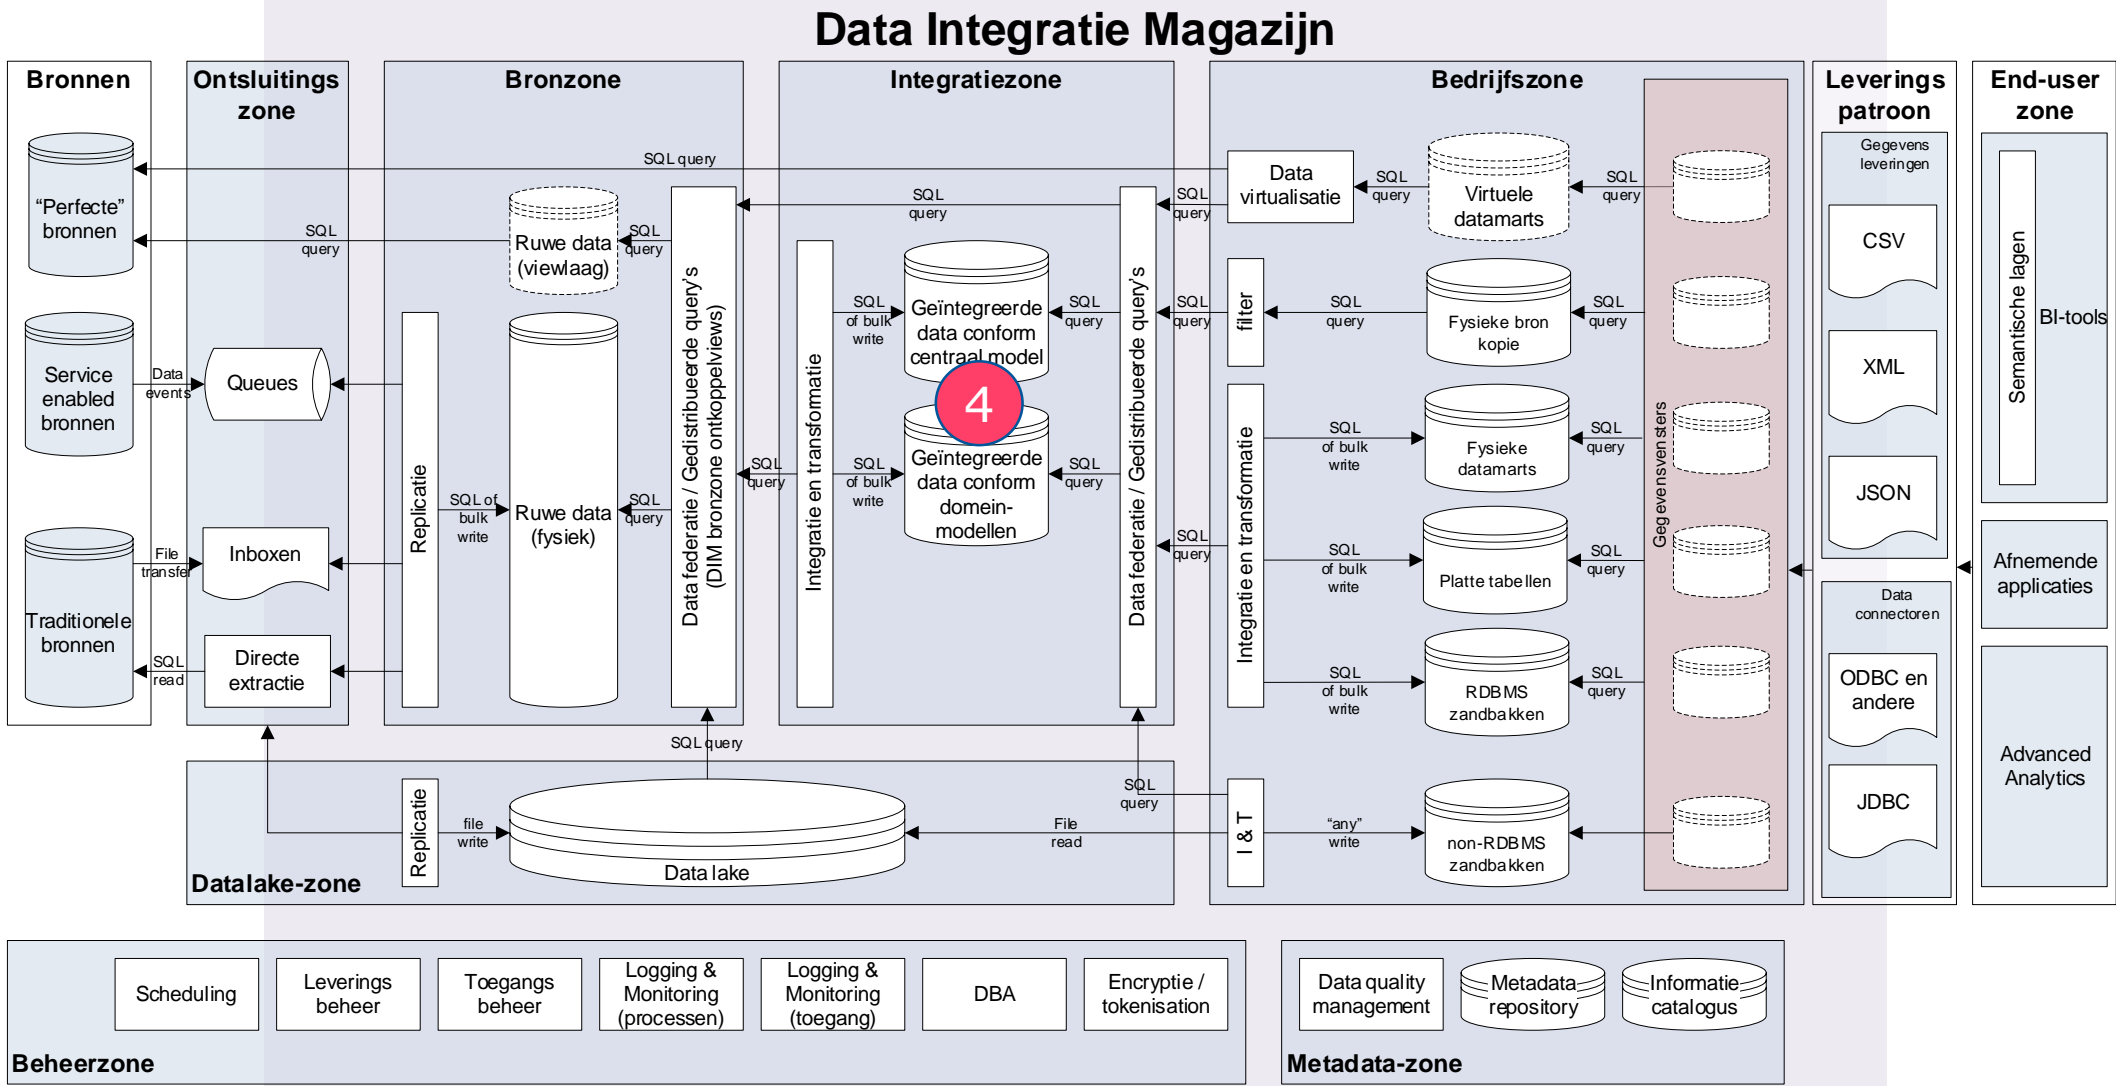 Data Integratie Magazijn
Bronnen
"Perfecte"
bronnen
Service
enabled
bronnen
Traditionele
bronnen
Data
events
File
transfer
SQL
read
Ontsluitings
zone
Queues
Inboxen
Directe
extractie
Bronzone
SQL query
SQL
query
Ruwe data
(viewlaag)
SQL
query
Replicatie
SQL of
bulk
write
Ruwe data
(fysiek)
SQL
query
Data federatie / Gedistribueerde query's
(DIM bronzone ontkoppelviews)
SQL query
Integratiezone
SQL
query
SQL
query
Integratie en transformatie
SQL
of bulk
write
Geïntegreerde
data conform
centraal model
SQL
query
4
SQL
of bulk
write
Geïntegreerde
data conform
domein-
modellen
SQL
query
Data federatie / Gedistribueerde query's
SQL
query
SQL
query
SQL
query
SQL
query
Bedrijfszone
Data
virtualisatie
SQL
query
Virtuele
datamarts
SQL
query
filter
SQL
query
Fysieke bron
kopie
SQL
query
Integratie en transformatie
SQL
of bulk
write
Fysieke
datamarts
SQL
query
SQL
of bulk
write
Platte tabellen
SQL
query
SQL
of bulk
write
RDBMS
zandbakken
SQL
query
I & T
"any"
write
non-RDBMS
zandbakken
Gegevensvensters
Leverings
patroon
Gegevens
leveringen
CSV
XML
JSON
Data
connectoren
ODBC en
andere
JDBC
End-user
zone
Semantische lagen
BI-tools
Afnemende
applicaties
Advanced
Analytics
Datalake-zone
Replicatie
file
write
Data lake
File
read
Beheerzone
Scheduling
Leverings
beheer
Toegangs
beheer
Logging &
Monitoring
(processen)
Logging &
Monitoring
(toegang)
DBA
Encryptie /
tokenisation
Metadata-zone
Data quality
management
Metadata
repository
Informatie
catalogus